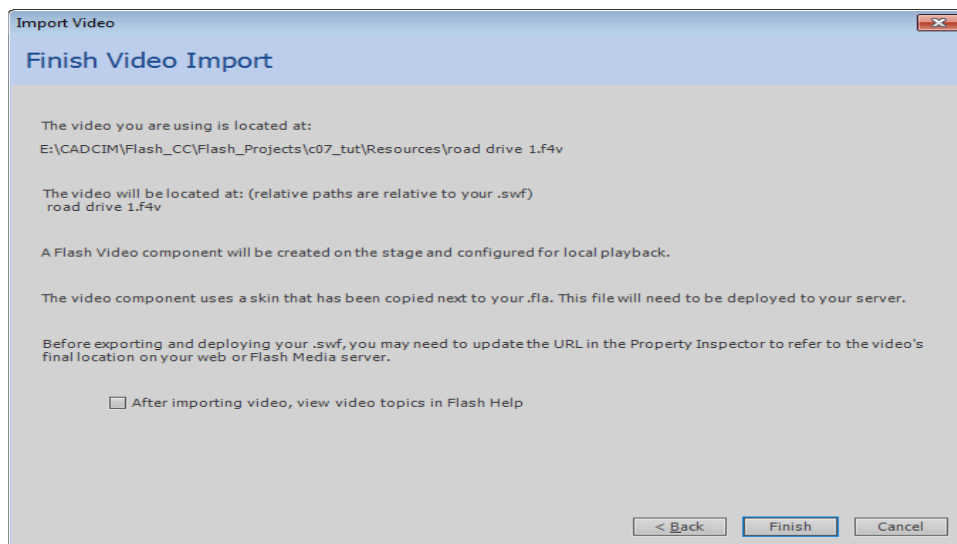 Import Video
Finish Video Import
The video you are using is located at:
E:\CADCIM\Flash_CC\Flash_Projects\c07_tut\Resources\road drive 1.f4v
The video will be located at: (relative paths are relative to your .swf)
road drive 1.f4v
A Flash Video component will be created on the stage and configured for local playback.
The video component uses a skin that has been copied next to your .fla. This file will need to be deployed to your server.
Before exporting and deploying your .swf, you may need to update the URL in the Property Inspector to refer to the video's
final location on your web or Flash Media server.
After importing video, view video topics in Flash Help
< Back Finish Cancel